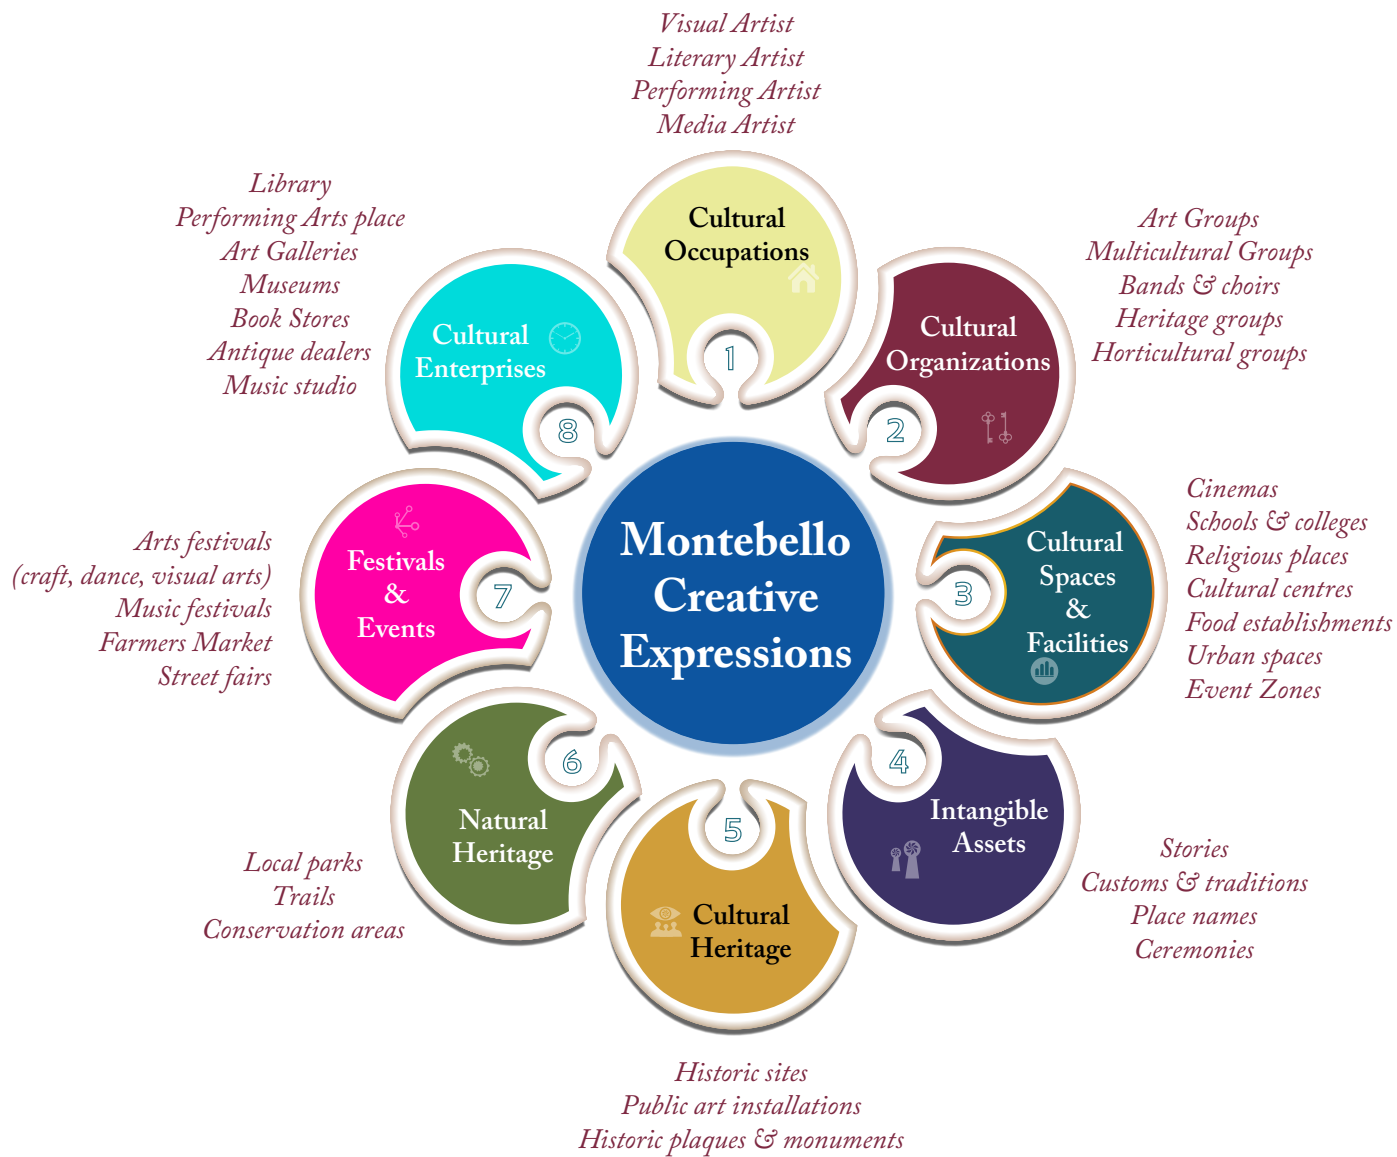 Visual Artist
Literary Artist
Performing Artist
Media Artist
Cultural
Occupations
1
Art Groups
Multicultural Groups
Bands & choirs
Heritage groups
Horticultural groups
Cultural
Organizations
2
Cinemas
Schools & colleges
Religious places
Cultural centres
Food establishments
Urban spaces
Event Zones
Cultural
Spaces
&
Facilities
3
Stories
Customs & traditions
Place names
Ceremonies
Intangible
Assets
4
Historic sites
Public art installations
Historic plaques & monuments
Cultural
Heritage
5
Local parks
Trails
Conservation areas
Natural
Heritage
6
Arts festivals
(craft, dance, visual arts)
Music festivals
Farmers Market
Street fairs
Festivals
&
Events
7
Library
Performing Arts place
Art Galleries
Museums
Book Stores
Antique dealers
Music studio
Cultural
Enterprises
8
Montebello
Creative
Expressions